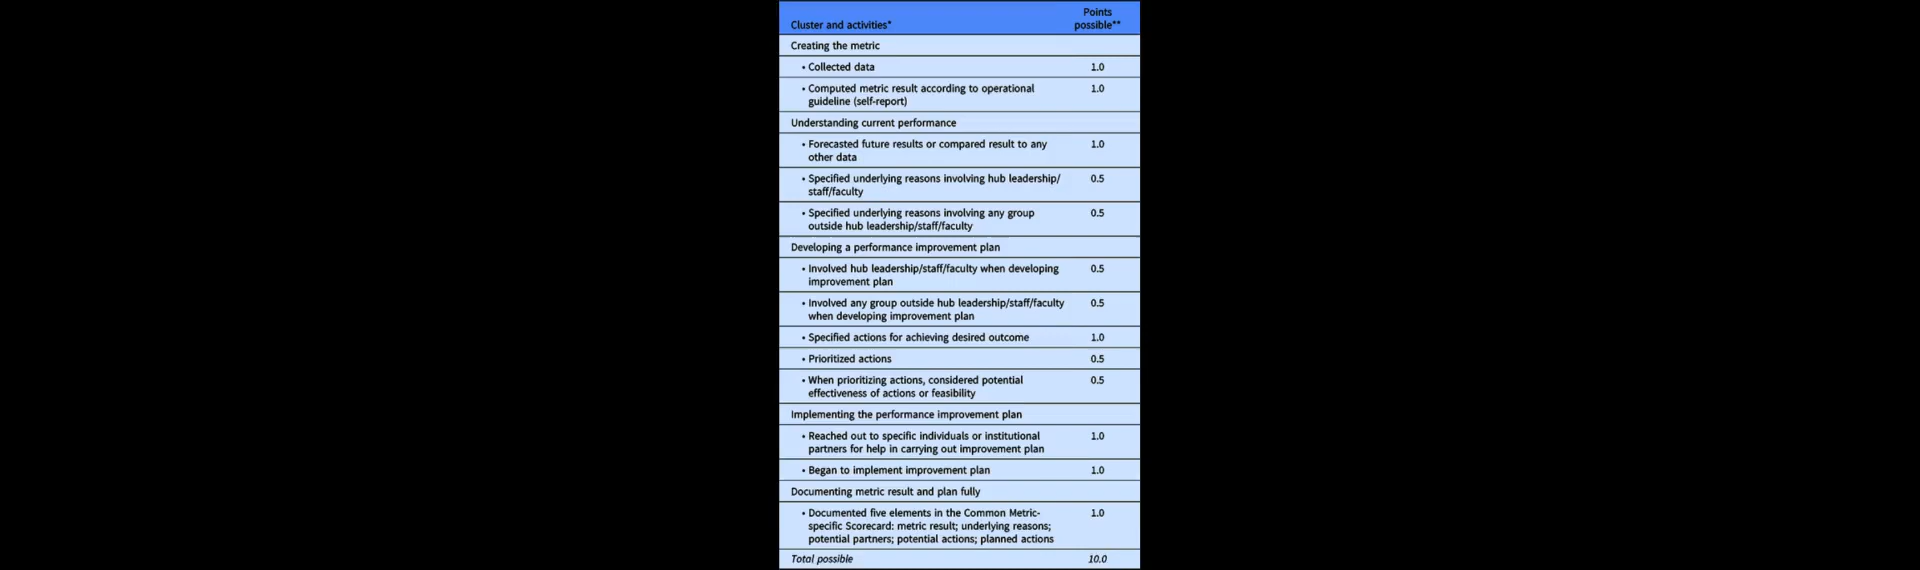 Points
Cluster and activities* possible**
Creating the metric
• Collected data 1.0
• Computed metric result according to operational 1.0
guideline (self-report)
Understanding current performance
• Forecasted future results or compared result to any 1.0
other data
• Specified underlying reasons involving hub leadership/ 0.5
staff/faculty
• Specified underlying reasons involving any group 0.5
outside hub leadership/staff/faculty
Developing a performance improvement plan
• Involved hub leadership/staff/faculty when developing 0.5
improvement plan
• Involved any group outside hub leadership/staff/faculty 0.5
when developing improvement plan
• Specified actions for achieving desired outcome 1.0
• Prioritized actions 0.5
• When prioritizing actions, considered potential 0.5
effectiveness of actions or feasibility
Implementing the performance improvement plan
• Reached out to specific individuals or institutional 1.0
partners for help in carrying out improvement plan
• Began to implement improvement plan 1.0
Documenting metric result and plan fully
• Documented five elements in the Common Metric- 1.0
specific Scorecard: metric result; underlying reasons;
potential partners; potential actions; planned actions
Total possible 10.0